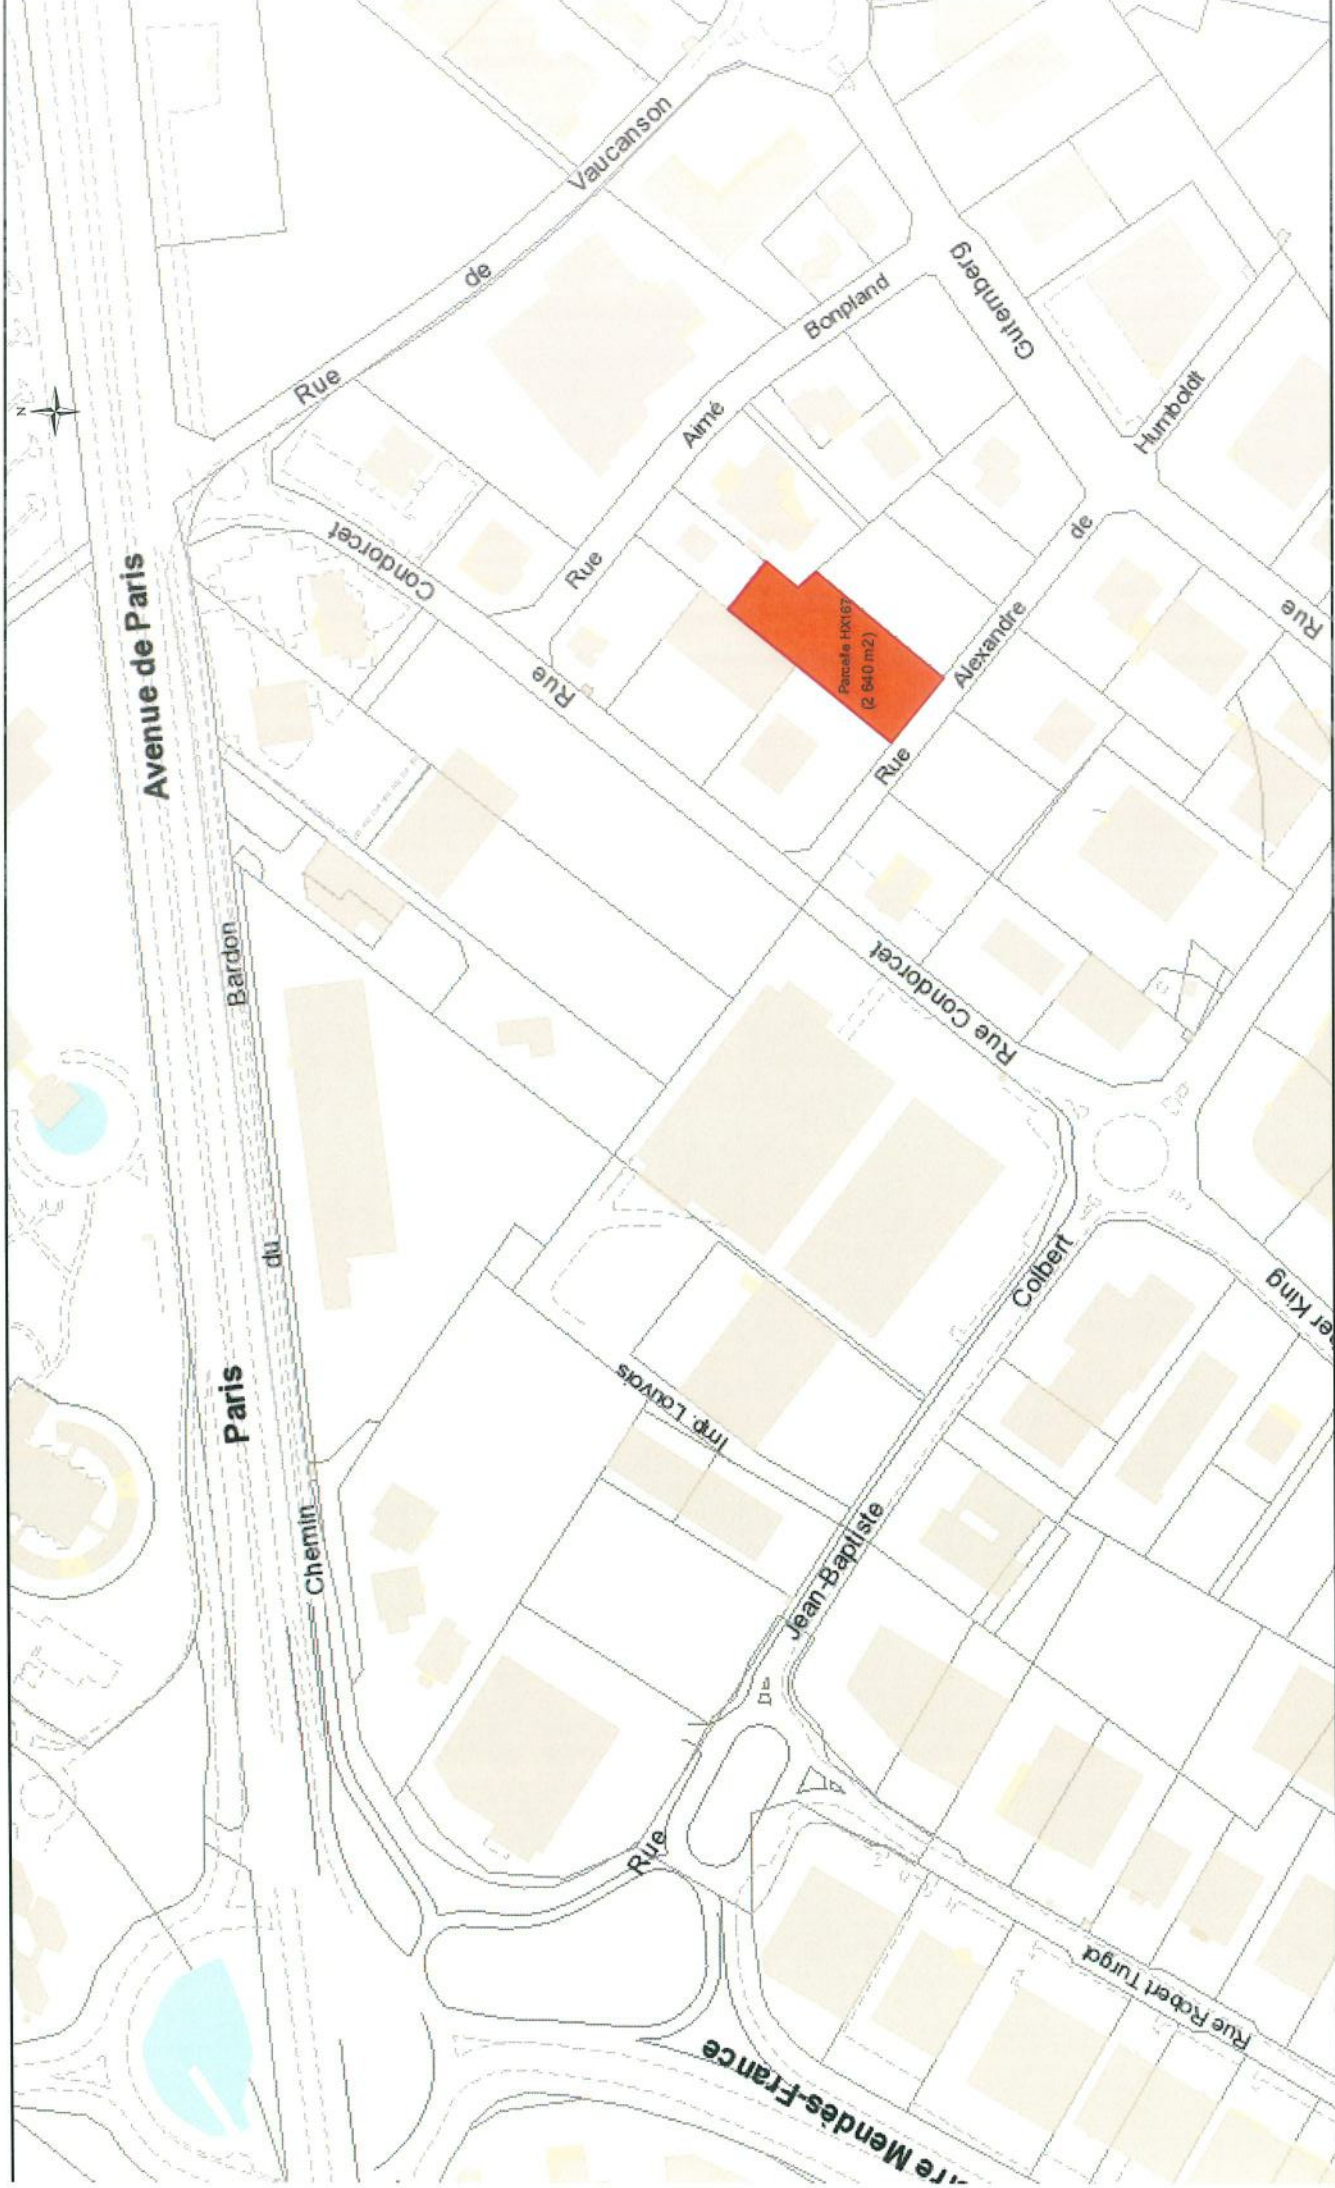 N
Avenue de Paris
Paris
Chemin
du
Bardon
Rue
de
Vaucanson
Rue
Condorcet
Rue
Aimé
Bonpland
Gutemberg
Rue
Humboldt
Rue
Alexandre
de
Parcelle HX167
(2 640 m2)
Rue Condorcet
Rue
Jean-Baptiste
Colbert
Imp. Louvois
er King
Rue Robert Turgot
erre Mendès-France